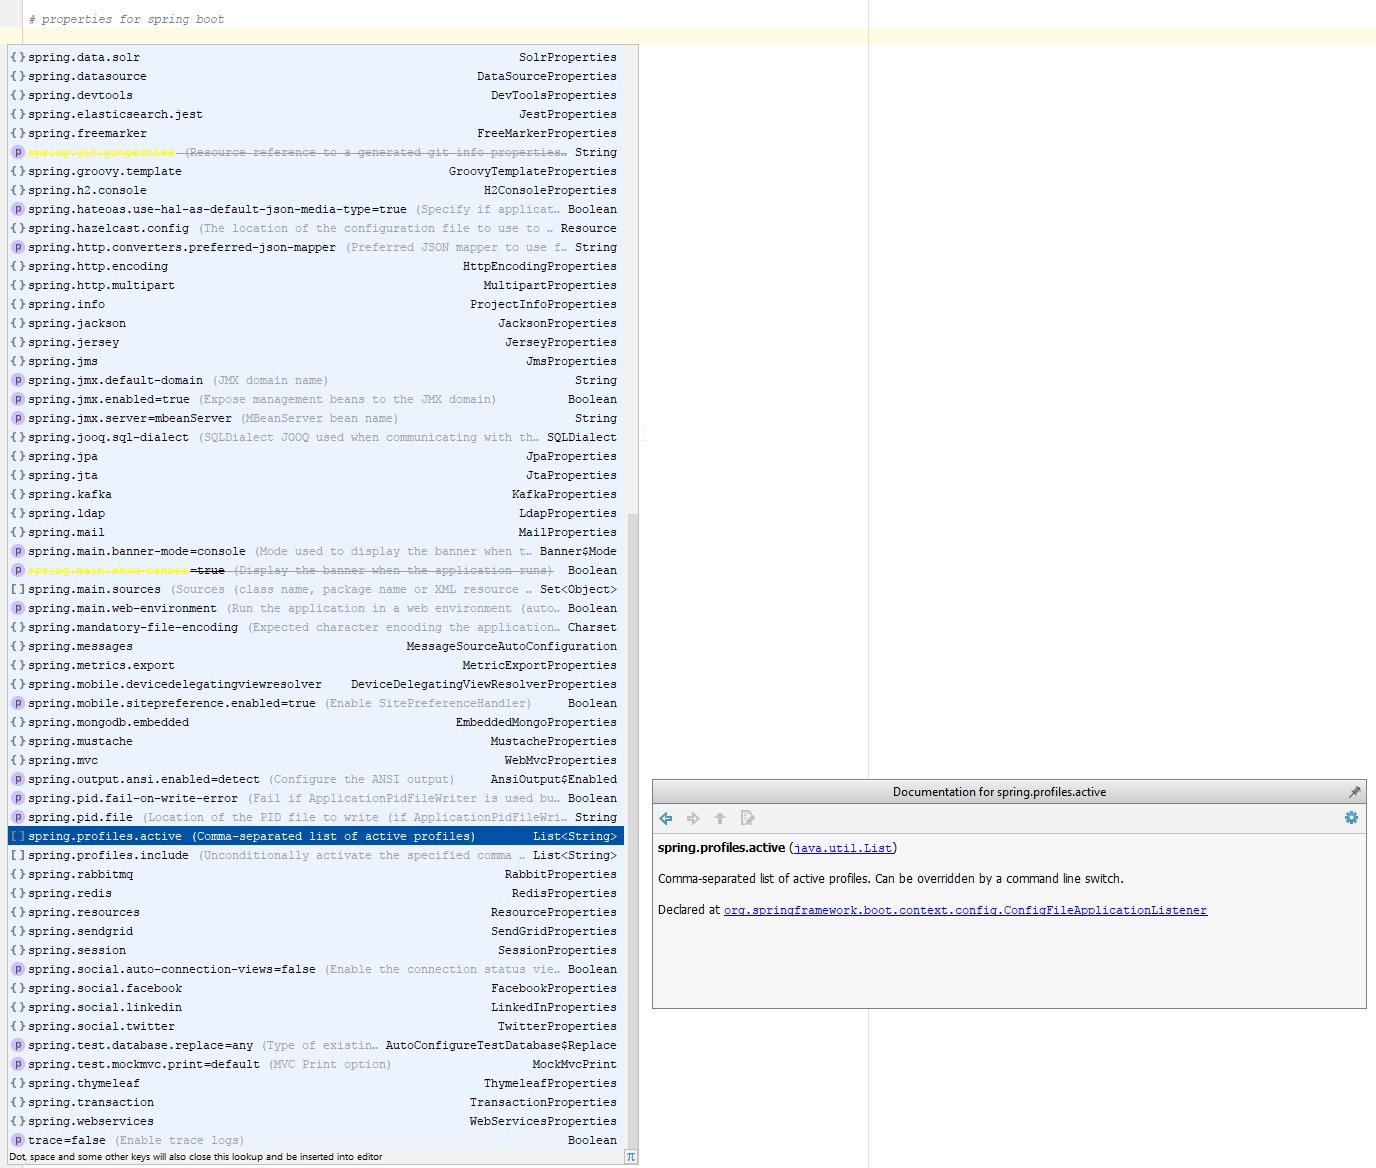 # properties for spring boot
{} spring.data.solr SolrProperties
{} spring.datasource DataSourceProperties
{} spring.devtools DevToolsProperties
{} spring.elasticsearch.jest JestProperties
{} spring.freemarker FreeMarkerProperties
p spring.git.properties (Resource reference to a generated git info properties.. String
{} spring.groovy.template GroovyTemplateProperties
{} spring.h2.console H2ConsoleProperties
p spring.hateoas.use-hal-as-default-json-media-type=true (Specify if applicat.. Boolean
{} spring.hazelcast.config (The location of the configuration file to use to .. Resource
p spring.http.converters.preferred-json-mapper (Preferred JSON mapper to use f.. String
{} spring.http.encoding HttpEncodingProperties
{} spring.http.multipart MultipartProperties
{} spring.info ProjectInfoProperties
{} spring.jackson JacksonProperties
{} spring.jersey JerseyProperties
{} spring.jms JmsProperties
p spring.jmx.default-domain (JMX domain name) String
p spring.jmx.enabled=true (Expose management beans to the JMX domain) Boolean
p spring.jmx.server=mbeanServer (MBeanServer bean name) String
{} spring.jooq.sql-dialect (SQLDialect JOOQ used when communicating with th.. SQLDialect
{} spring.jpa JpaProperties
{} spring.jta JtaProperties
{} spring.kafka KafkaProperties
{} spring.ldap LdapProperties
{} spring.mail MailProperties
p spring.main.banner-mode=console (Mode used to display the banner when t.. Banner$Mode
p spring.main.show-banner=true (Display the banner when the application runs) Boolean
[] spring.main.sources (Sources (class name, package name or XML resource .. Set<Object>
p spring.main.web-environment (Run the application in a web environment (auto.. Boolean
{} spring.mandatory-file-encoding (Expected character encoding the application.. Charset
{} spring.messages MessageSourceAutoConfiguration
{} spring.metrics.export MetricExportProperties
{} spring.mobile.devicedelegatingviewresolver DeviceDelegatingViewResolverProperties
p spring.mobile.sitepreference.enabled=true (Enable SitePreferenceHandler) Boolean
{} spring.mongodb.embedded EmbeddedMongoProperties
{} spring.mustache MustacheProperties
{} spring.mvc WebMvcProperties
p spring.output.ansi.enabled=detect (Configure the ANSI output) AnsiOutput$Enabled
p spring.pid.fail-on-write-error (Fail if ApplicationPidFileWriter is used bu.. Boolean
p spring.pid.file (Location of the PID file to write (if ApplicationPidFileWri.. String
[] spring.profiles.active (Comma-separated list of active profiles) List<String>
[] spring.profiles.include (Unconditionally activate the specified comma .. List<String>
{} spring.rabbitmq RabbitProperties
{} spring.redis RedisProperties
{} spring.resources ResourceProperties
{} spring.sendgrid SendGridProperties
{} spring.session SessionProperties
p spring.social.auto-connection-views=false (Enable the connection status vie.. Boolean
{} spring.social.facebook FacebookProperties
{} spring.social.linkedin LinkedInProperties
{} spring.social.twitter TwitterProperties
p spring.test.database.replace=any (Type of existin.. AutoConfigureTestDatabase$Replace
p spring.test.mockmvc.print=default (MVC Print option) MockMvcPrint
{} spring.thymeleaf ThymeleafProperties
{} spring.transaction TransactionProperties
{} spring.webservices WebServicesProperties
p trace=false (Enable trace logs) Boolean
Dot, space and some other keys will also close this lookup and be inserted into editor π
Documentation for spring.profiles.active
spring.profiles.active (java.util.List)
Comma-separated list of active profiles. Can be overridden by a command line switch.
Declared at org.springframework.boot.context.config.ConfigFileApplicationListener